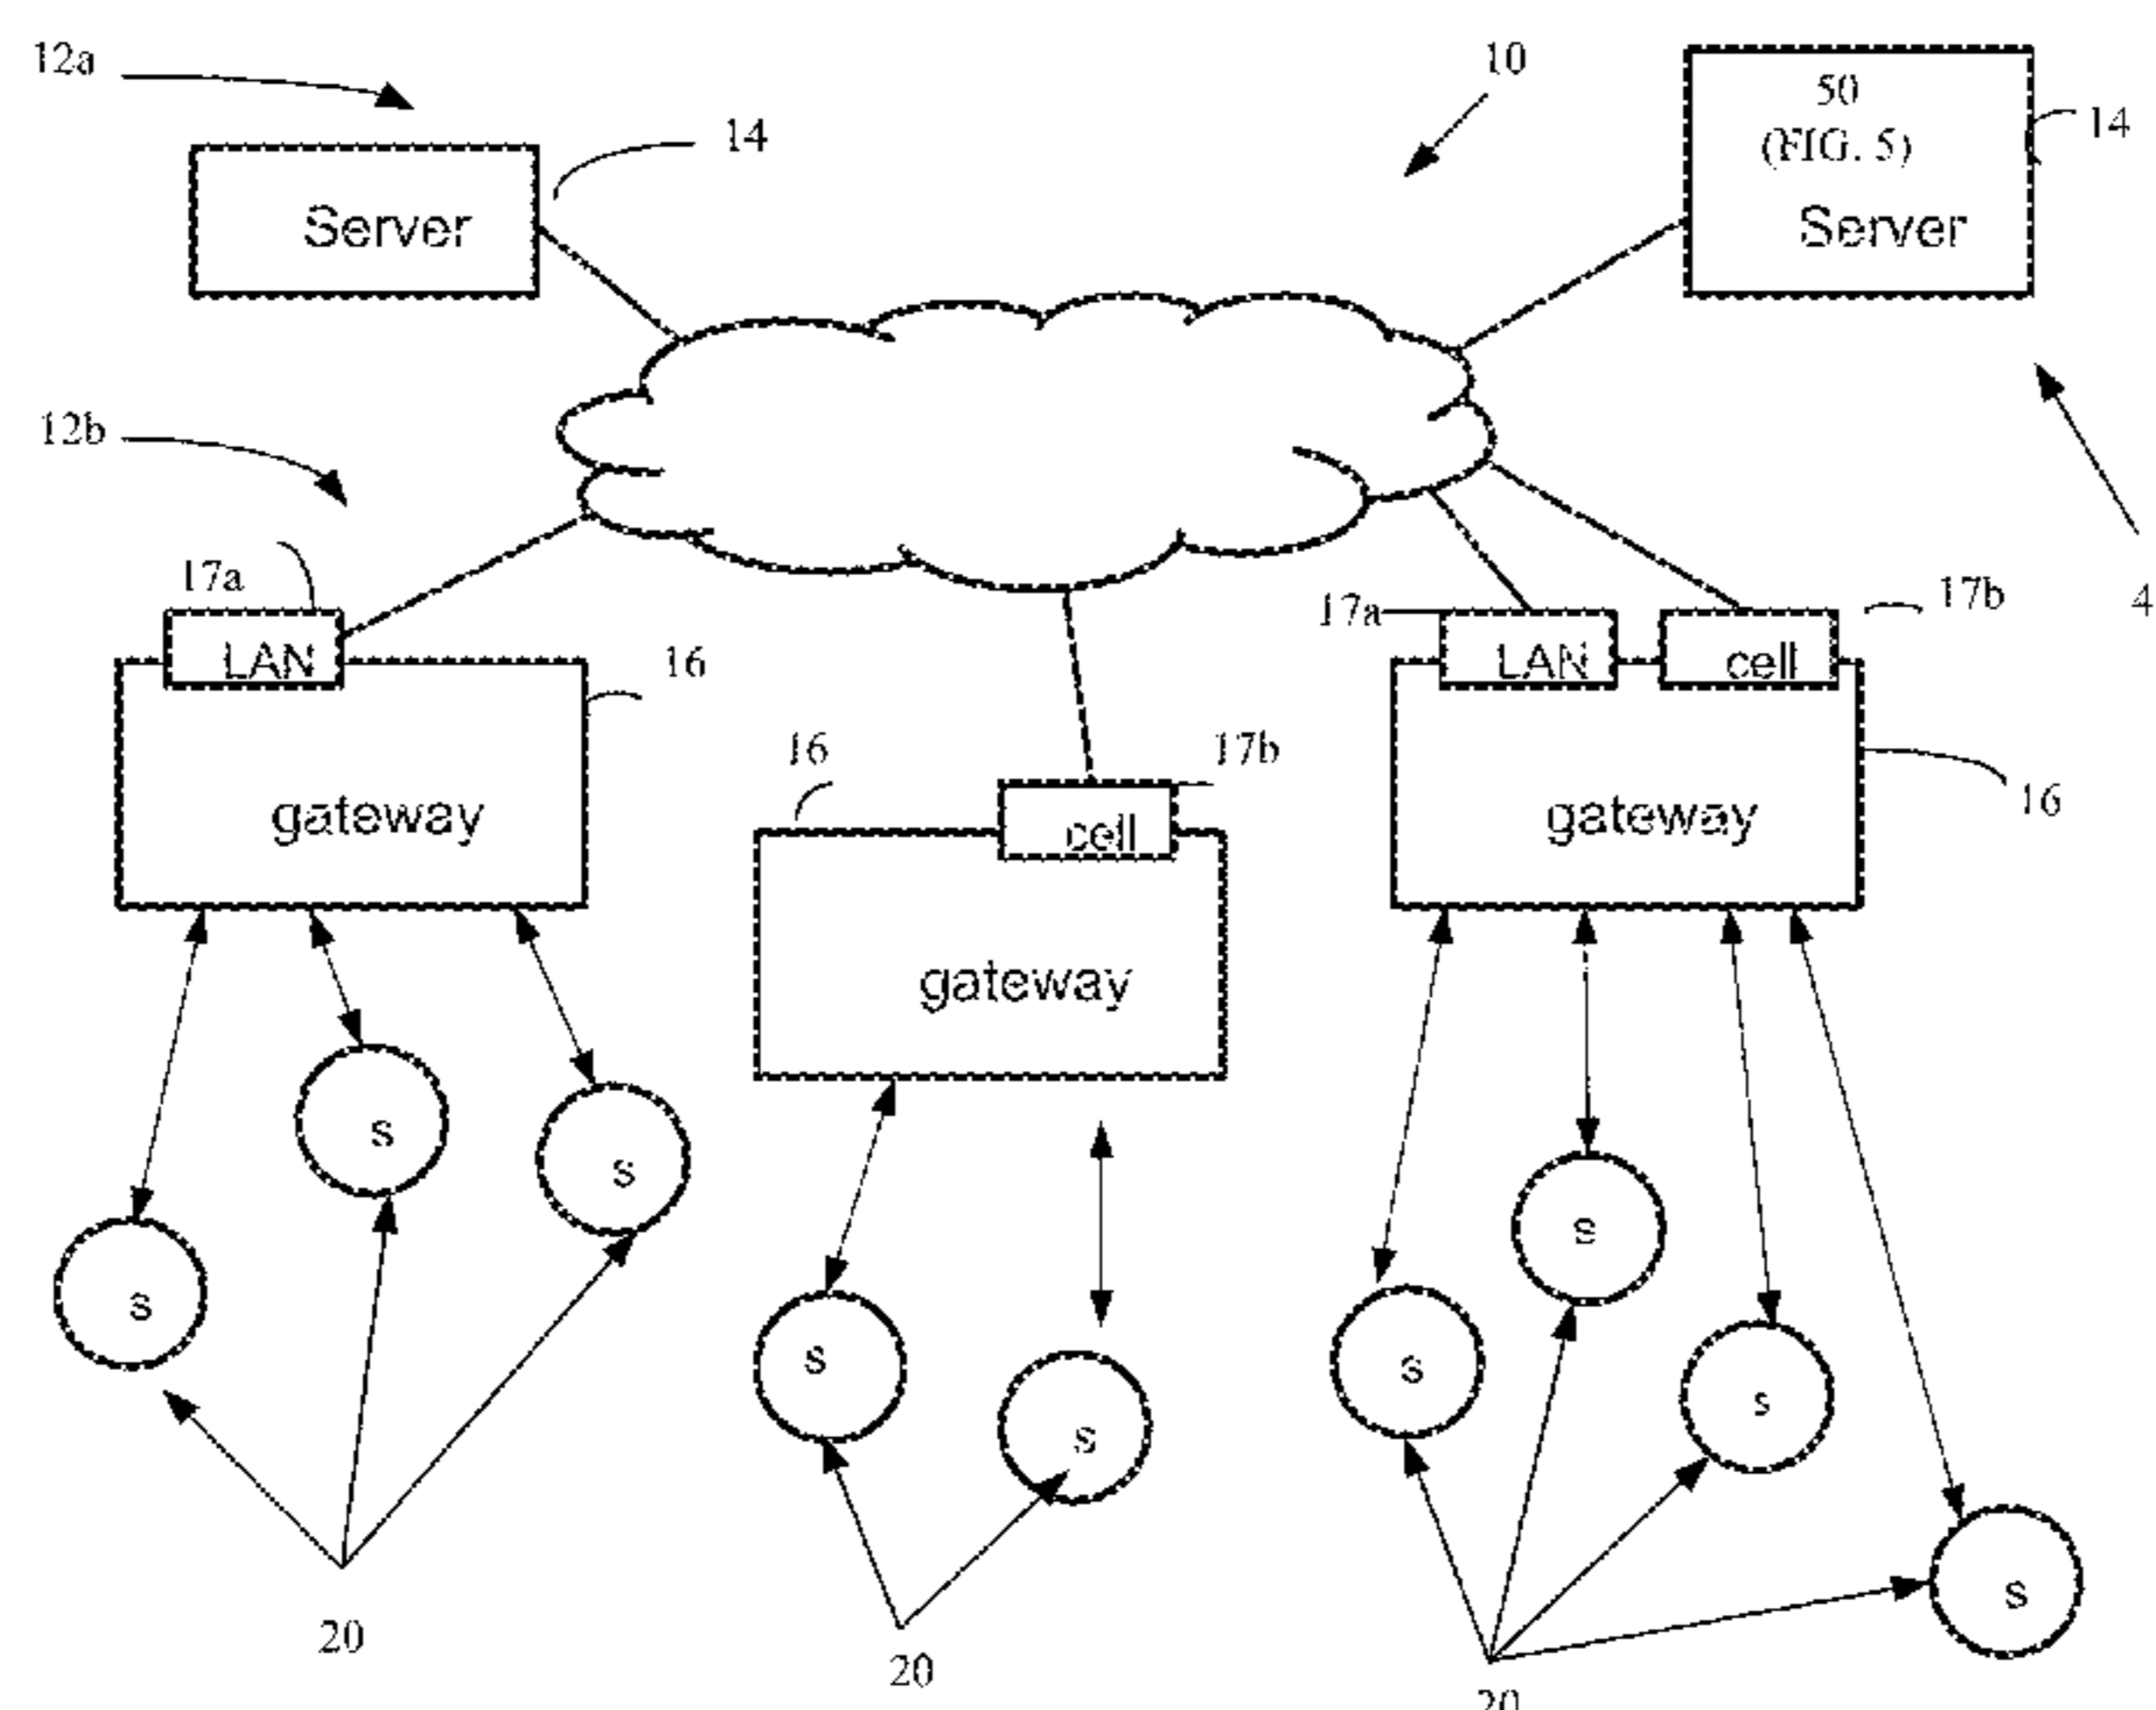 12a
10
50
(FIG. 5)
Server
14
14
Server
12b
17a
LAN
16
gateway
17a
LAN
cell
17b
4
16
17b
cell
gateway
gateway
16
s
s
s
s
s
s
s
s
s
20
20
20